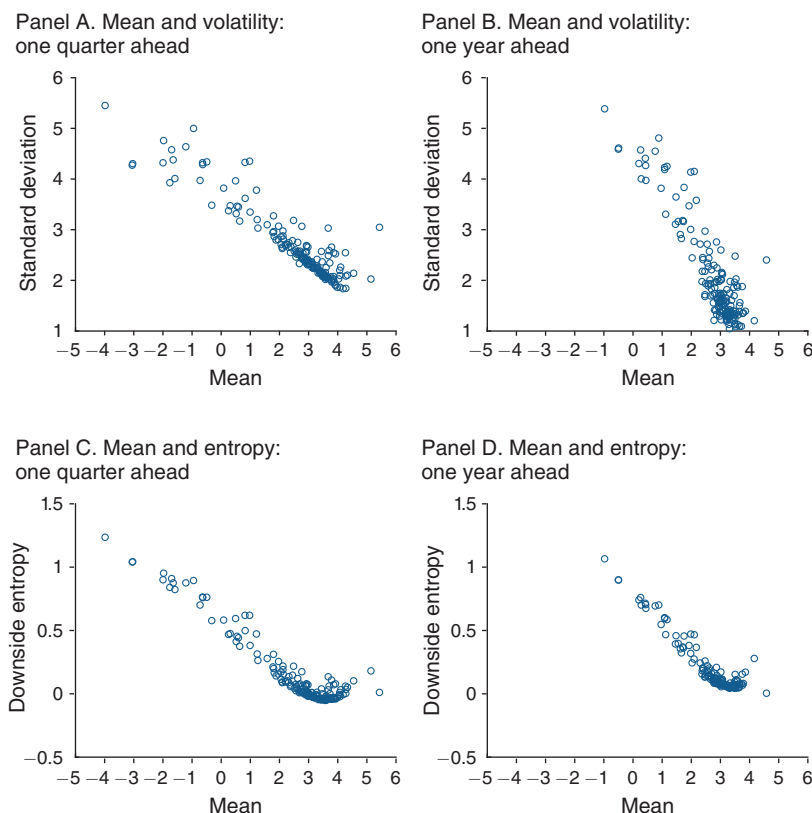 Panel A. Mean and volatility:
one quarter ahead
Standard deviation
6
5
4
3
2
1
−5 −4 −3 −2 −1 0 1 2 3 4 5 6
Mean
Panel B. Mean and volatility:
one year ahead
Standard deviation
6
5
4
3
2
1
−5 −4 −3 −2 −1 0 1 2 3 4 5 6
Mean
Panel C. Mean and entropy:
one quarter ahead
Downside entropy
1.5
1
0.5
0
−0.5
−5 −4 −3 −2 −1 0 1 2 3 4 5 6
Mean
Panel D. Mean and entropy:
one year ahead
Downside entropy
1.5
1
0.5
0
−0.5
−5 −4 −3 −2 −1 0 1 2 3 4 5 6
Mean